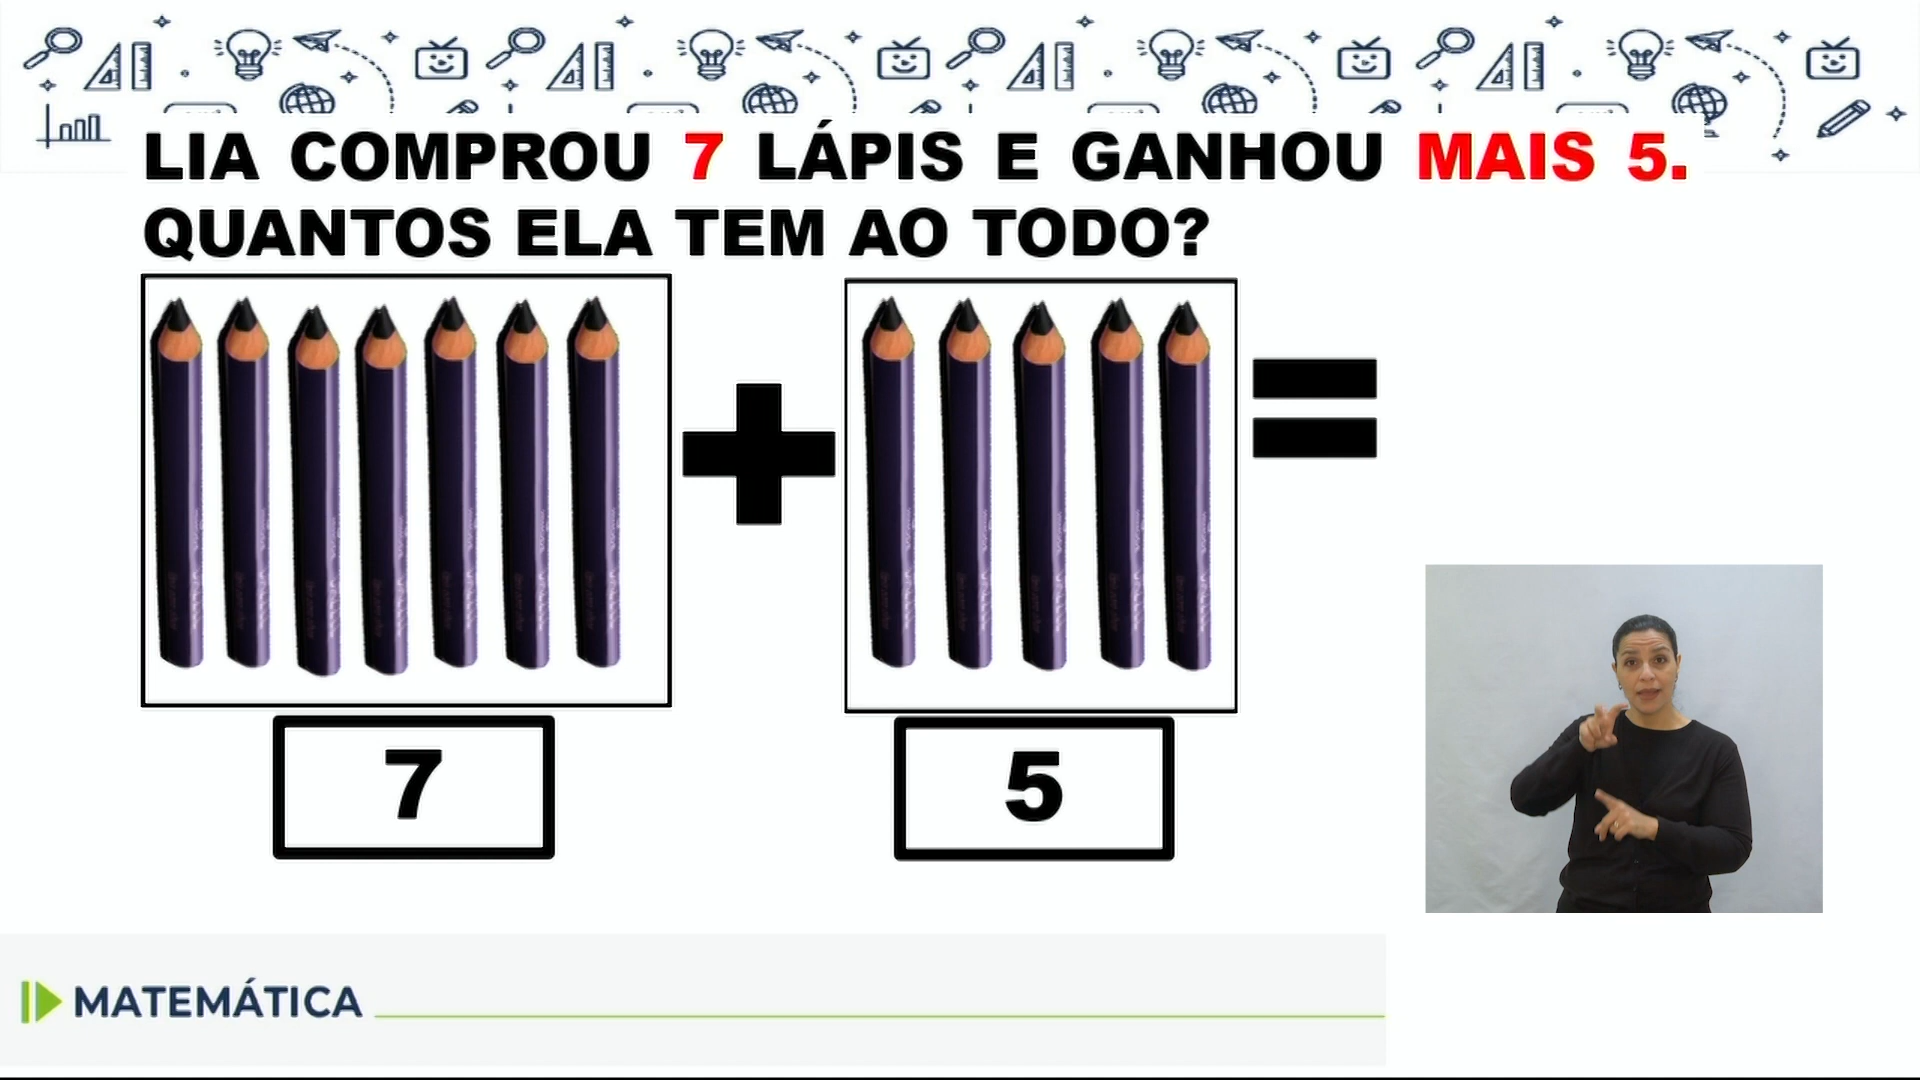 LIA COMPROU 7 LÁPIS E GANHOU MAIS 5.
QUANTOS ELA TEM AO TODO?
+
=
7
5
MATEMÁTICA